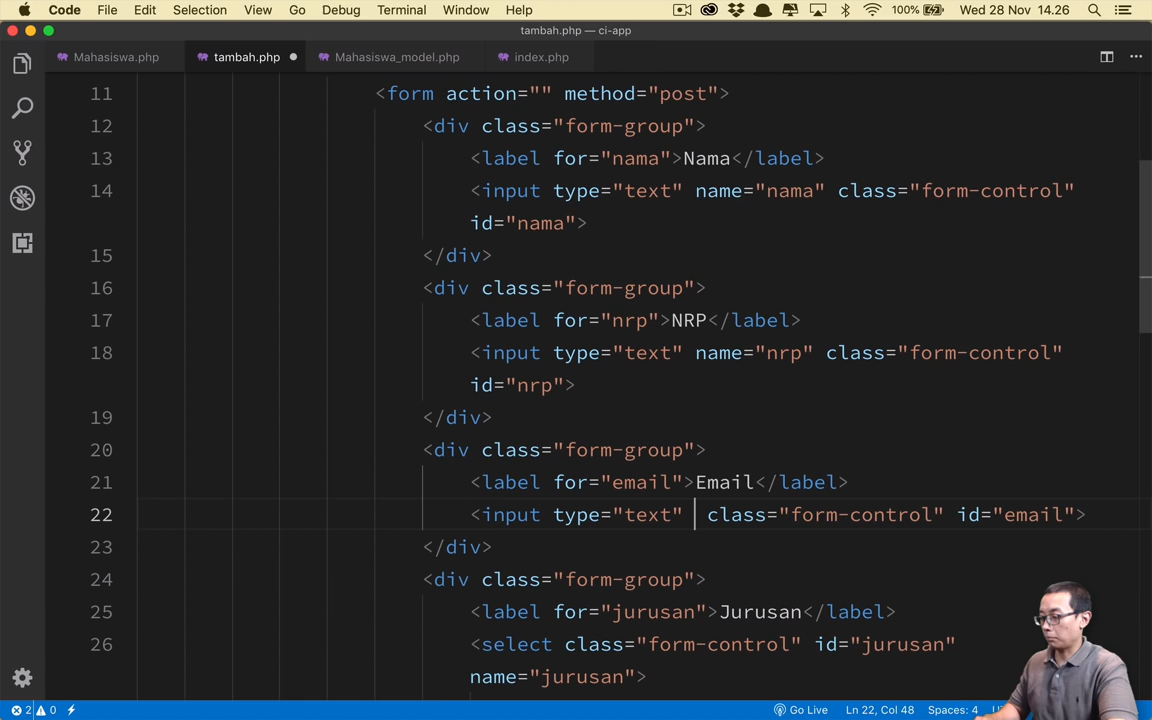 Code File Edit Selection View Go Debug Terminal Window Help 100% Wed 28 Nov 14.26
tambah.php — ci-app
Mahasiswa.php tambah.php Mahasiswa_model.php index.php
11 <form action="" method="post">
12 <div class="form-group">
13 <label for="nama">Nama</label>
14 <input type="text" name="nama" class="form-control"
id="nama">
15 </div>
16 <div class="form-group">
17 <label for="nrp">NRP</label>
18 <input type="text" name="nrp" class="form-control"
id="nrp">
19 </div>
20 <div class="form-group">
21 <label for="email">Email</label>
22 <input type="text"  class="form-control" id="email">
23 </div>
24 <div class="form-group">
25 <label for="jurusan">Jurusan</label>
26 <select class="form-control" id="jurusan"
name="jurusan">
2 0 Go Live Ln 22, Col 48 Spaces: 4